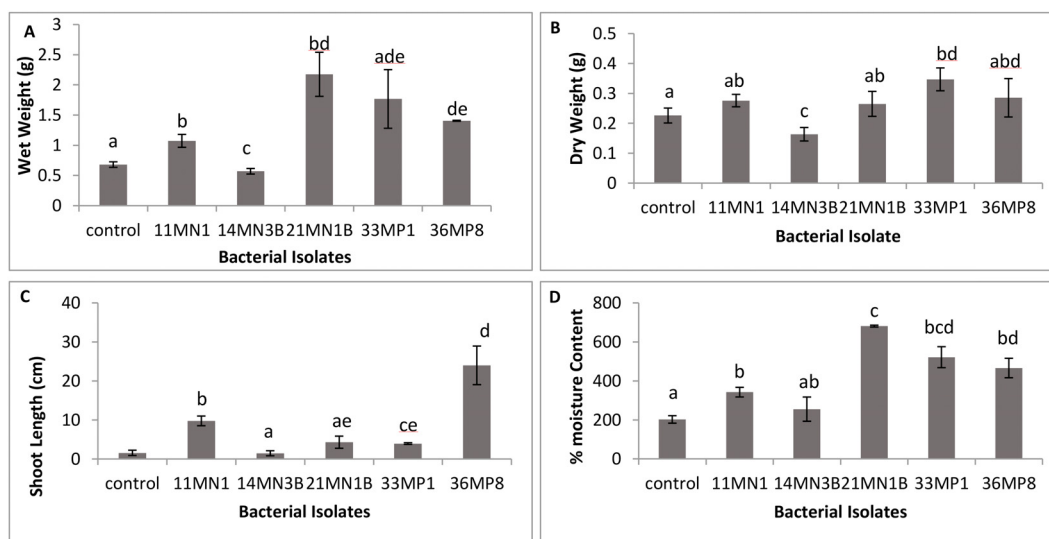 A
Wet Weight (g)
3
2.5
2
1.5
1
0.5
0
a
b
c
bd
ade
de
control 11MN1 14MN3B 21MN1B 33MP1 36MP8
Bacterial Isolates
B
Dry Weight (g)
0.5
0.4
0.3
0.2
0.1
0
a
ab
c
ab
bd
abd
control 11MN1 14MN3B 21MN1B 33MP1 36MP8
Bacterial Isolate
C
Shoot Length (cm)
40
30
20
10
0
b
a
ae
ce
d
control 11MN1 14MN3B 21MN1B 33MP1 36MP8
Bacterial Isolates
D
% moisture Content
800
600
400
200
0
a
b
ab
c
bcd
bd
control 11MN1 14MN3B 21MN1B 33MP1 36MP8
Bacterial Isolates